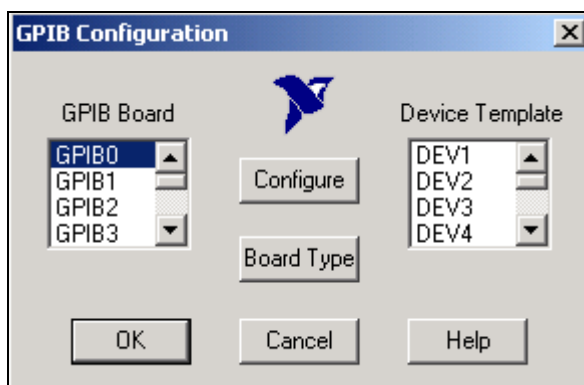 GPIB Configuration
GPIB Board
Device Template
GPIB0
GPIB1
GPIB2
GPIB3
Configure
Board Type
DEV1
DEV2
DEV3
DEV4
OK
Cancel
Help